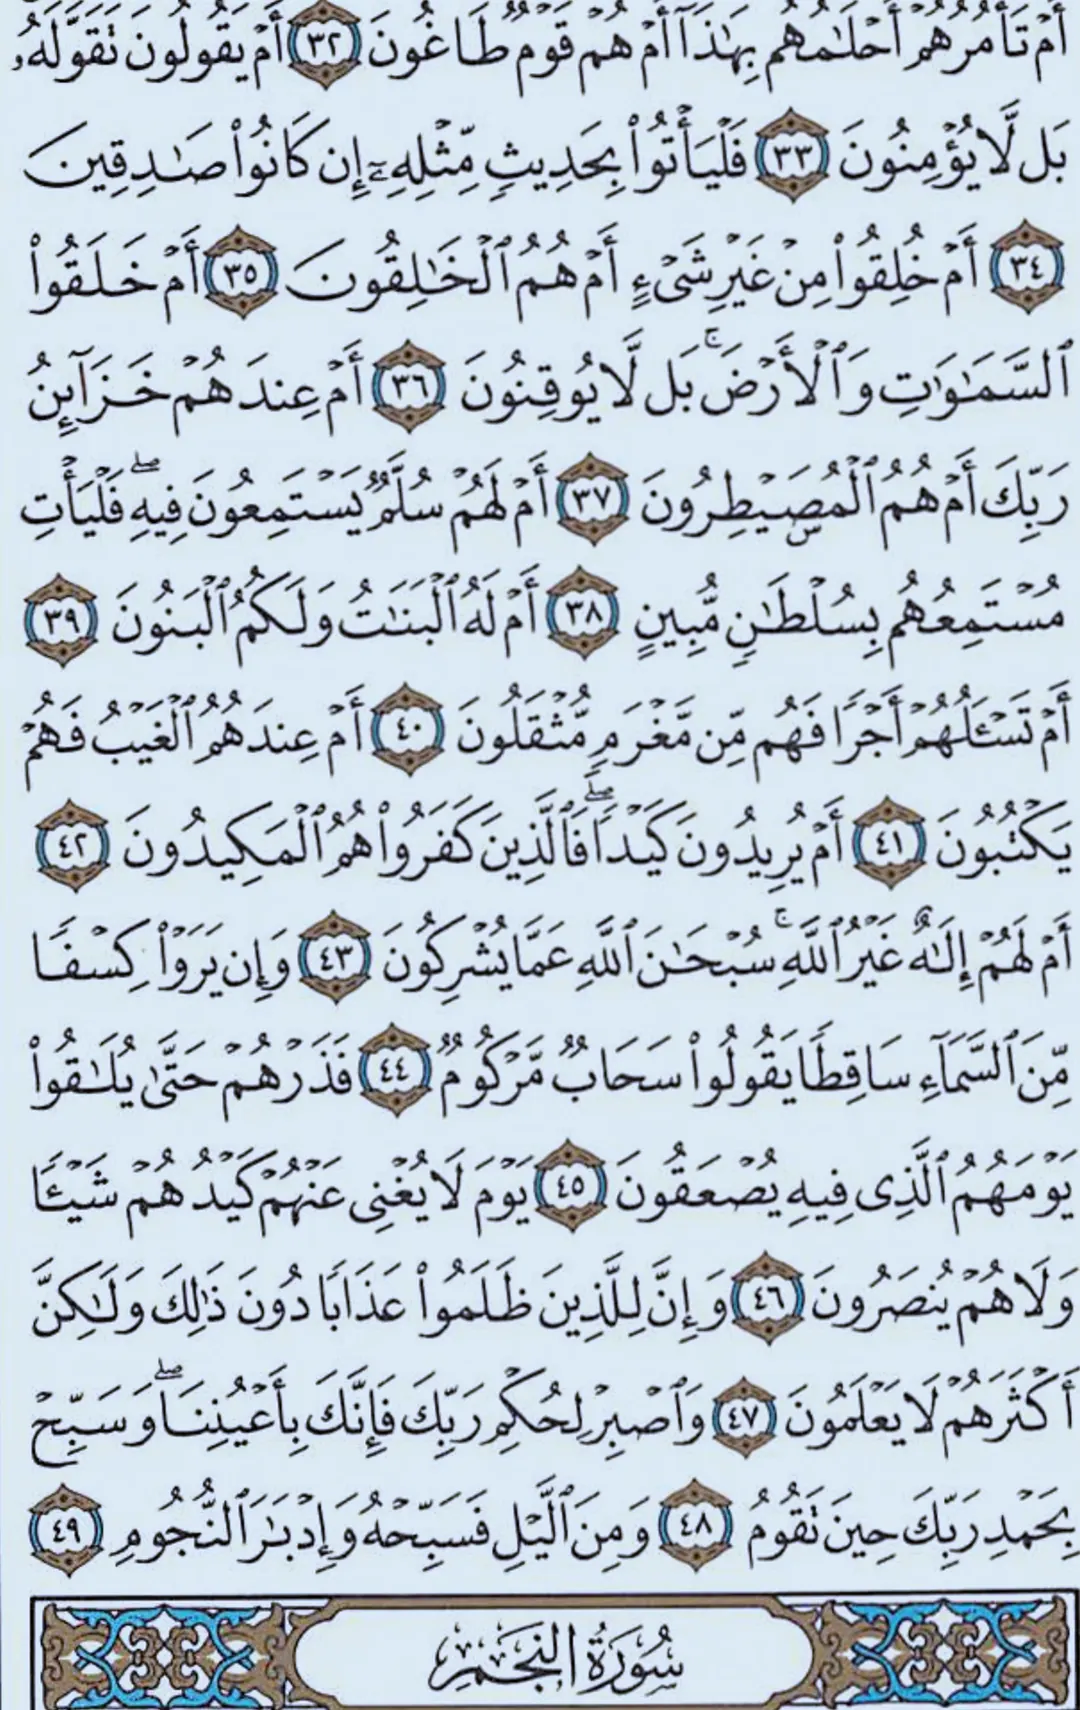 أَمْ تَأْمُرُهُمْ أَحْلَٰمُهُم بِهَٰذَآ أَمْ هُمْ قَوْمٌ طَاغُونَ ٣٢ أَمْ يَقُولُونَ تَقَوَّلَهُۥ
بَل لَّا يُؤْمِنُونَ ٣٣ فَلْيَأْتُوا۟ بِحَدِيثٍ مِّثْلِهِۦٓ إِن كَانُوا۟ صَٰدِقِينَ
٣٤ أَمْ خُلِقُوا۟ مِنْ غَيْرِ شَىْءٍ أَمْ هُمُ ٱلْخَٰلِقُونَ ٣٥ أَمْ خَلَقُوا۟
ٱلسَّمَٰوَٰتِ وَٱلْأَرْضَ ۚ بَل لَّا يُوقِنُونَ ٣٦ أَمْ عِندَهُمْ خَزَآئِنُ
رَبِّكَ أَمْ هُمُ ٱلْمُصَۣيْطِرُونَ ٣٧ أَمْ لَهُمْ سُلَّمٌ يَسْتَمِعُونَ فِيهِ ۖ فَلْيَأْتِ
مُسْتَمِعُهُم بِسُلْطَٰنٍ مُّبِينٍ ٣٨ أَمْ لَهُ ٱلْبَنَٰتُ وَلَكُمُ ٱلْبَنُونَ ٣٩
أَمْ تَسْـَٔلُهُمْ أَجْرًا فَهُم مِّن مَّغْرَمٍ مُّثْقَلُونَ ٤٠ أَمْ عِندَهُمُ ٱلْغَيْبُ فَهُمْ
يَكْتُبُونَ ٤١ أَمْ يُرِيدُونَ كَيْدًا ۖ فَٱلَّذِينَ كَفَرُوا۟ هُمُ ٱلْمَكِيدُونَ ٤٢
أَمْ لَهُمْ إِلَٰهٌ غَيْرُ ٱللَّهِ ۚ سُبْحَٰنَ ٱللَّهِ عَمَّا يُشْرِكُونَ ٤٣ وَإِن يَرَوْا۟ كِسْفًا
مِّنَ ٱلسَّمَآءِ سَاقِطًا يَقُولُوا۟ سَحَابٌ مَّرْكُومٌ ٤٤ فَذَرْهُمْ حَتَّىٰ يُلَٰقُوا۟
يَوْمَهُمُ ٱلَّذِى فِيهِ يُصْعَقُونَ ٤٥ يَوْمَ لَا يُغْنِى عَنْهُمْ كَيْدُهُمْ شَيْـًٔا
وَلَا هُمْ يُنصَرُونَ ٤٦ وَإِنَّ لِلَّذِينَ ظَلَمُوا۟ عَذَابًا دُونَ ذَٰلِكَ وَلَٰكِنَّ
أَكْثَرَهُمْ لَا يَعْلَمُونَ ٤٧ وَٱصْبِرْ لِحُكْمِ رَبِّكَ فَإِنَّكَ بِأَعْيُنِنَا ۖ وَسَبِّحْ
بِحَمْدِ رَبِّكَ حِينَ تَقُومُ ٤٨ وَمِنَ ٱلَّيْلِ فَسَبِّحْهُ وَإِدْبَٰرَ ٱلنُّجُومِ ٤٩
سُورَةُ النَّجْمِ